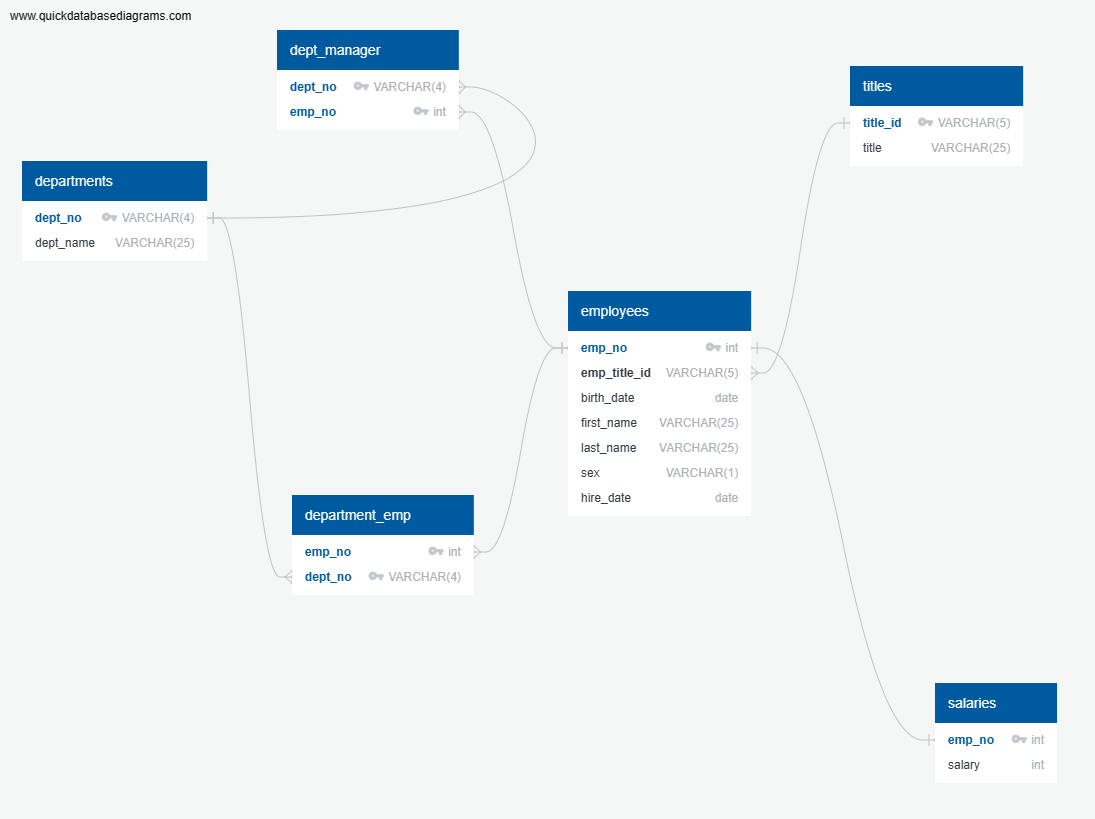 www.quickdatabasediagrams.com
dept_manager
dept_no VARCHAR(4)
emp_no int
titles
title_id VARCHAR(5)
title VARCHAR(25)
departments
dept_no VARCHAR(4)
dept_name VARCHAR(25)
employees
emp_no int
emp_title_id VARCHAR(5)
birth_date date
first_name VARCHAR(25)
last_name VARCHAR(25)
sex VARCHAR(1)
hire_date date
department_emp
emp_no int
dept_no VARCHAR(4)
salaries
emp_no int
salary int